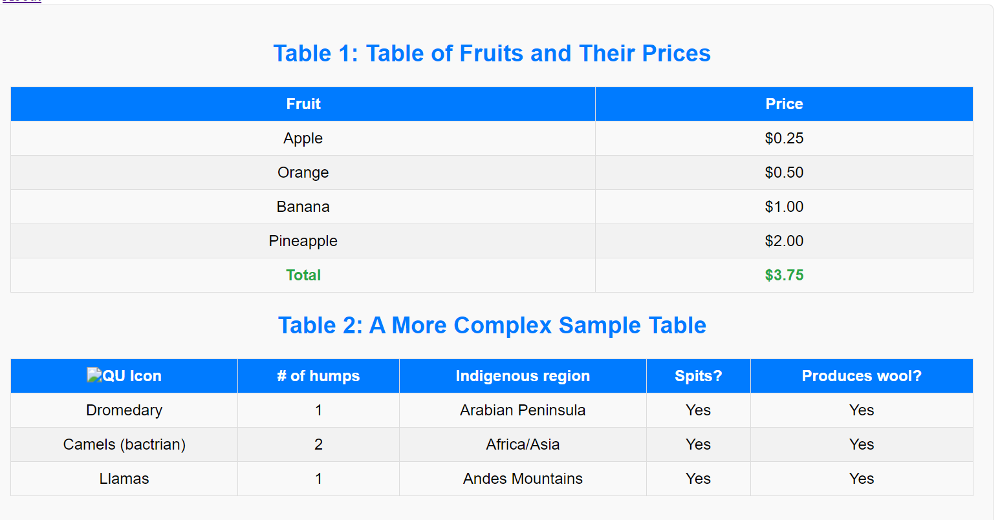 Table 1: Table of Fruits and Their Prices
Fruit Price
Apple $0.25
Orange $0.50
Banana $1.00
Pineapple $2.00
Total $3.75
Table 2: A More Complex Sample Table
QU Icon # of humps Indigenous region Spits? Produces wool?
Dromedary 1 Arabian Peninsula Yes Yes
Camels (bactrian) 2 Africa/Asia Yes Yes
Llamas 1 Andes Mountains Yes Yes